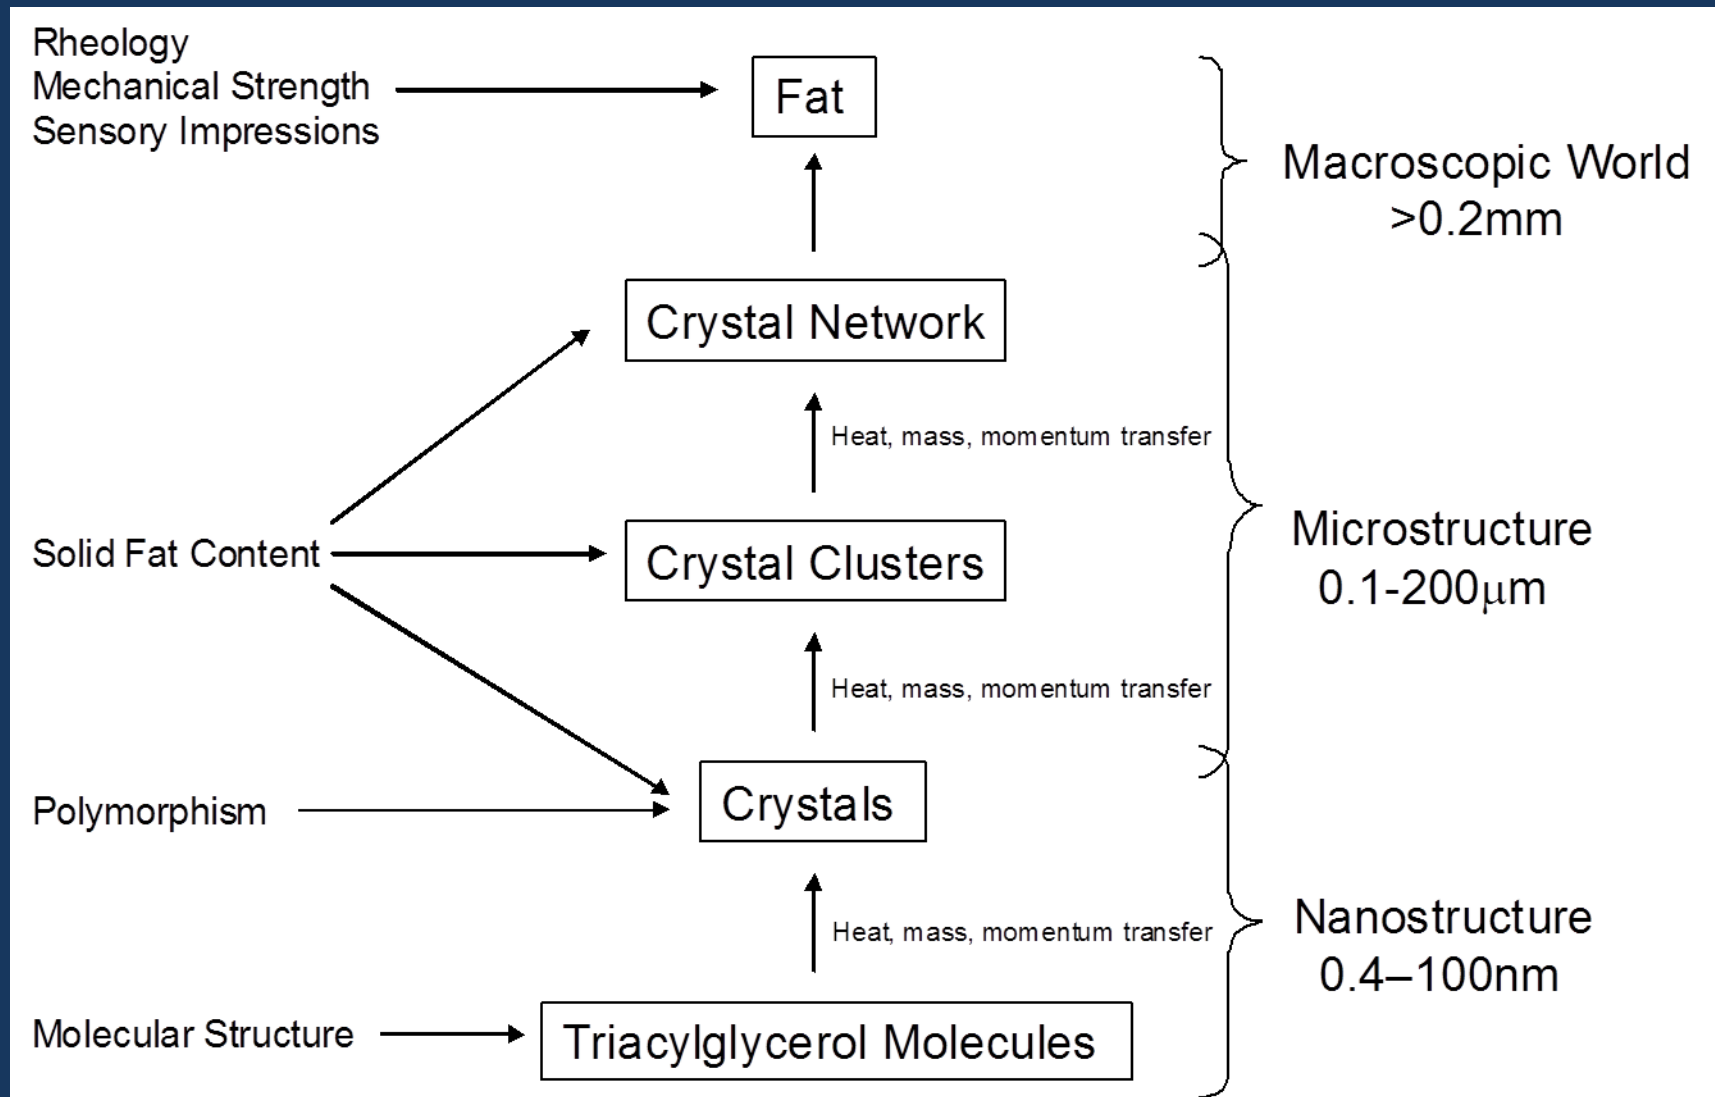 Rheology
Mechanical Strength
Sensory Impressions
Fat
Macroscopic World
>0.2mm
Crystal Network
Heat, mass, momentum transfer
Solid Fat Content
Crystal Clusters
Microstructure
0.1-200μm
Heat, mass, momentum transfer
Polymorphism
Crystals
Heat, mass, momentum transfer
Nanostructure
0.4–100nm
Molecular Structure
Triacylglycerol Molecules